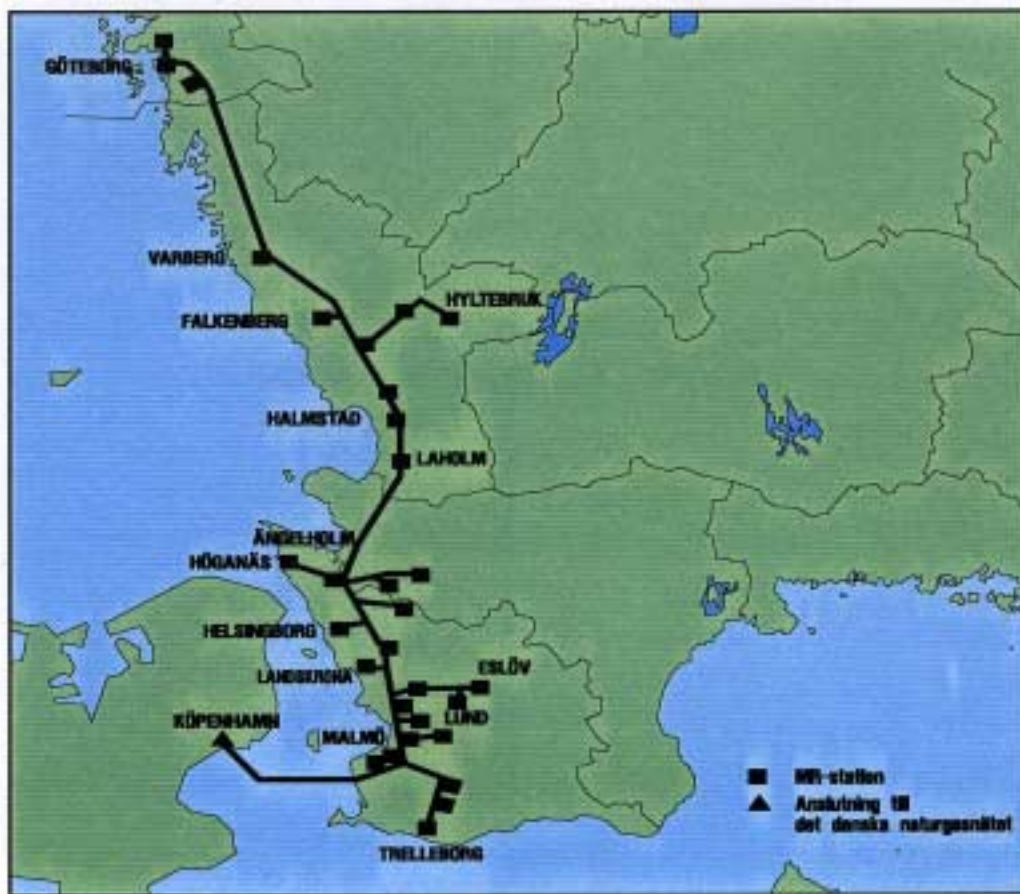 GÖTEBORG
VARBERG
HYLTEBRUK
FALKENBERG
HALMSTAD
LAHOLM
ÄNGELHOLM
HÖGANÄS
HELSINGBORG
LANDSKRONA
ESLÖV
KÖPENHAMN
LUND
MALMÖ
MR-station
Anslutning till
det danska naturgasnätet
TRELLEBORG